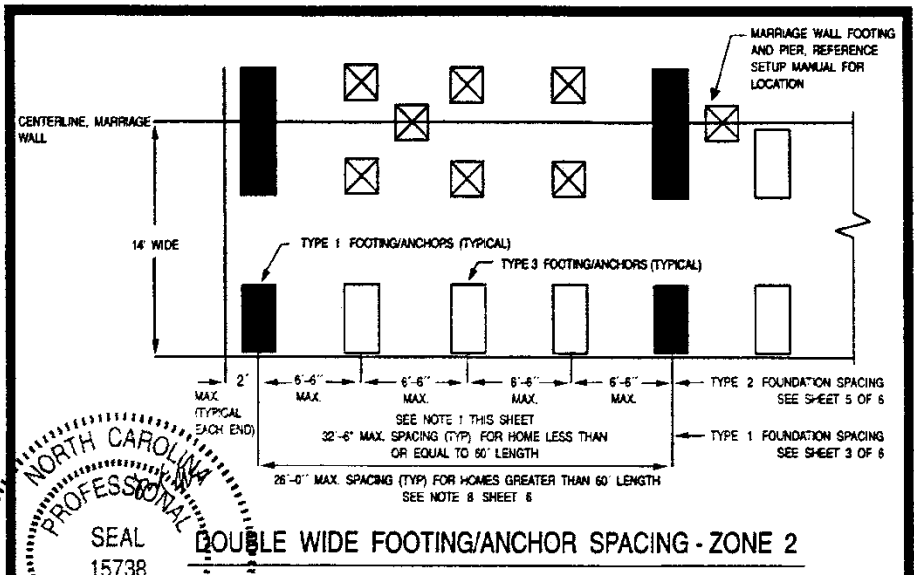 MARRIAGE WALL FOOTING
AND PIER, REFERENCE
SETUP MANUAL FOR
LOCATION
CENTERLINE, MARRIAGE
WALL
14' WIDE
TYPE 1 FOOTING/ANCHOPS (TYPICAL)
TYPE 3 FOOTING/ANCHORS (TYPICAL)
2'
MAX.
(TYPICAL
EACH END)
6'-6" MAX.
6'-6" MAX.
6'-6" MAX.
6'-6" MAX.
TYPE 2 FOUNDATION SPACING
SEE SHEET 5 OF 6
SEE NOTE 1 THIS SHEET
32'-6" MAX. SPACING (TYP) FOR HOME LESS THAN
OR EQUAL TO 60' LENGTH
TYPE 1 FOUNDATION SPACING
SEE SHEET 3 OF 6
26'-0" MAX. SPACING (TYP) FOR HOMES GREATER THAN 60' LENGTH
SEE NOTE 8 SHEET 6
NORTH CAROLINA
PROFESSIONAL
SEAL
15738
DOUBLE WIDE FOOTING/ANCHOR SPACING - ZONE 2